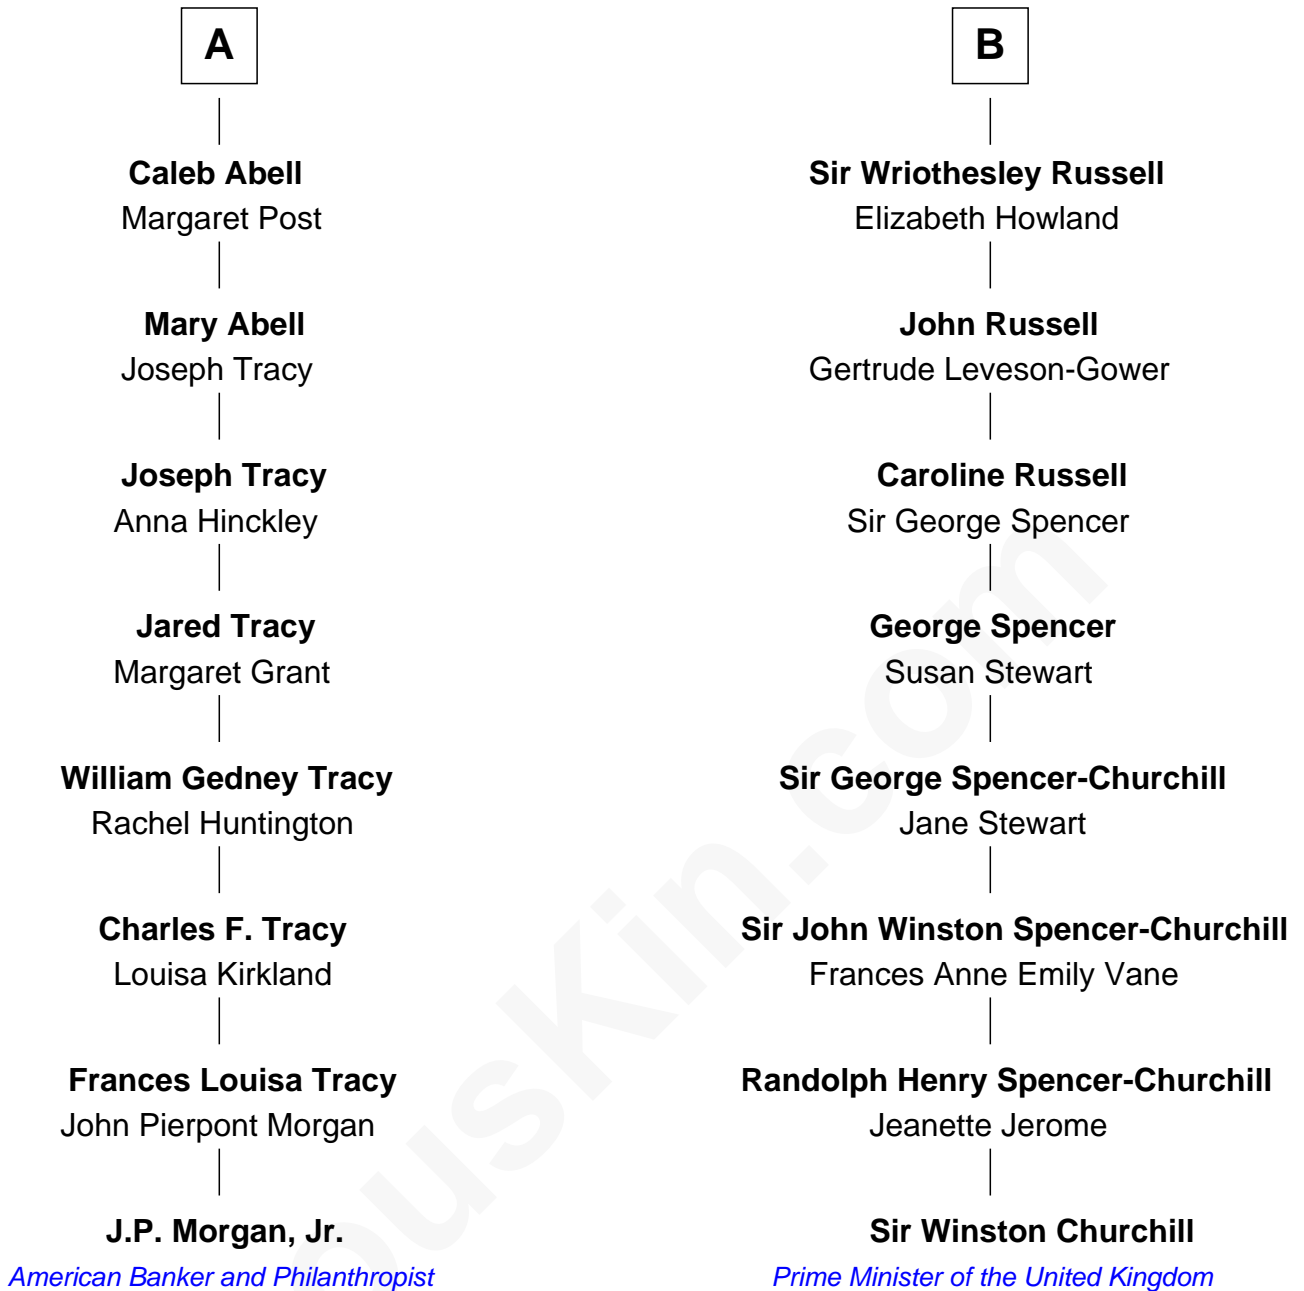 A
Caleb Abell
Margaret Post
Mary Abell
Joseph Tracy
Joseph Tracy
Anna Hinckley
Jared Tracy
Margaret Grant
William Gedney Tracy
Rachel Huntington
Charles F. Tracy
Louisa Kirkland
Frances Louisa Tracy
John Pierpont Morgan
J.P. Morgan, Jr.
American Banker and Philanthropist
B
Sir Wriothesley Russell
Elizabeth Howland
John Russell
Gertrude Leveson-Gower
Caroline Russell
Sir George Spencer
George Spencer
Susan Stewart
Sir George Spencer-Churchill
Jane Stewart
Sir John Winston Spencer-Churchill
Frances Anne Emily Vane
Randolph Henry Spencer-Churchill
Jeanette Jerome
Sir Winston Churchill
Prime Minister of the United Kingdom
ousKin.com